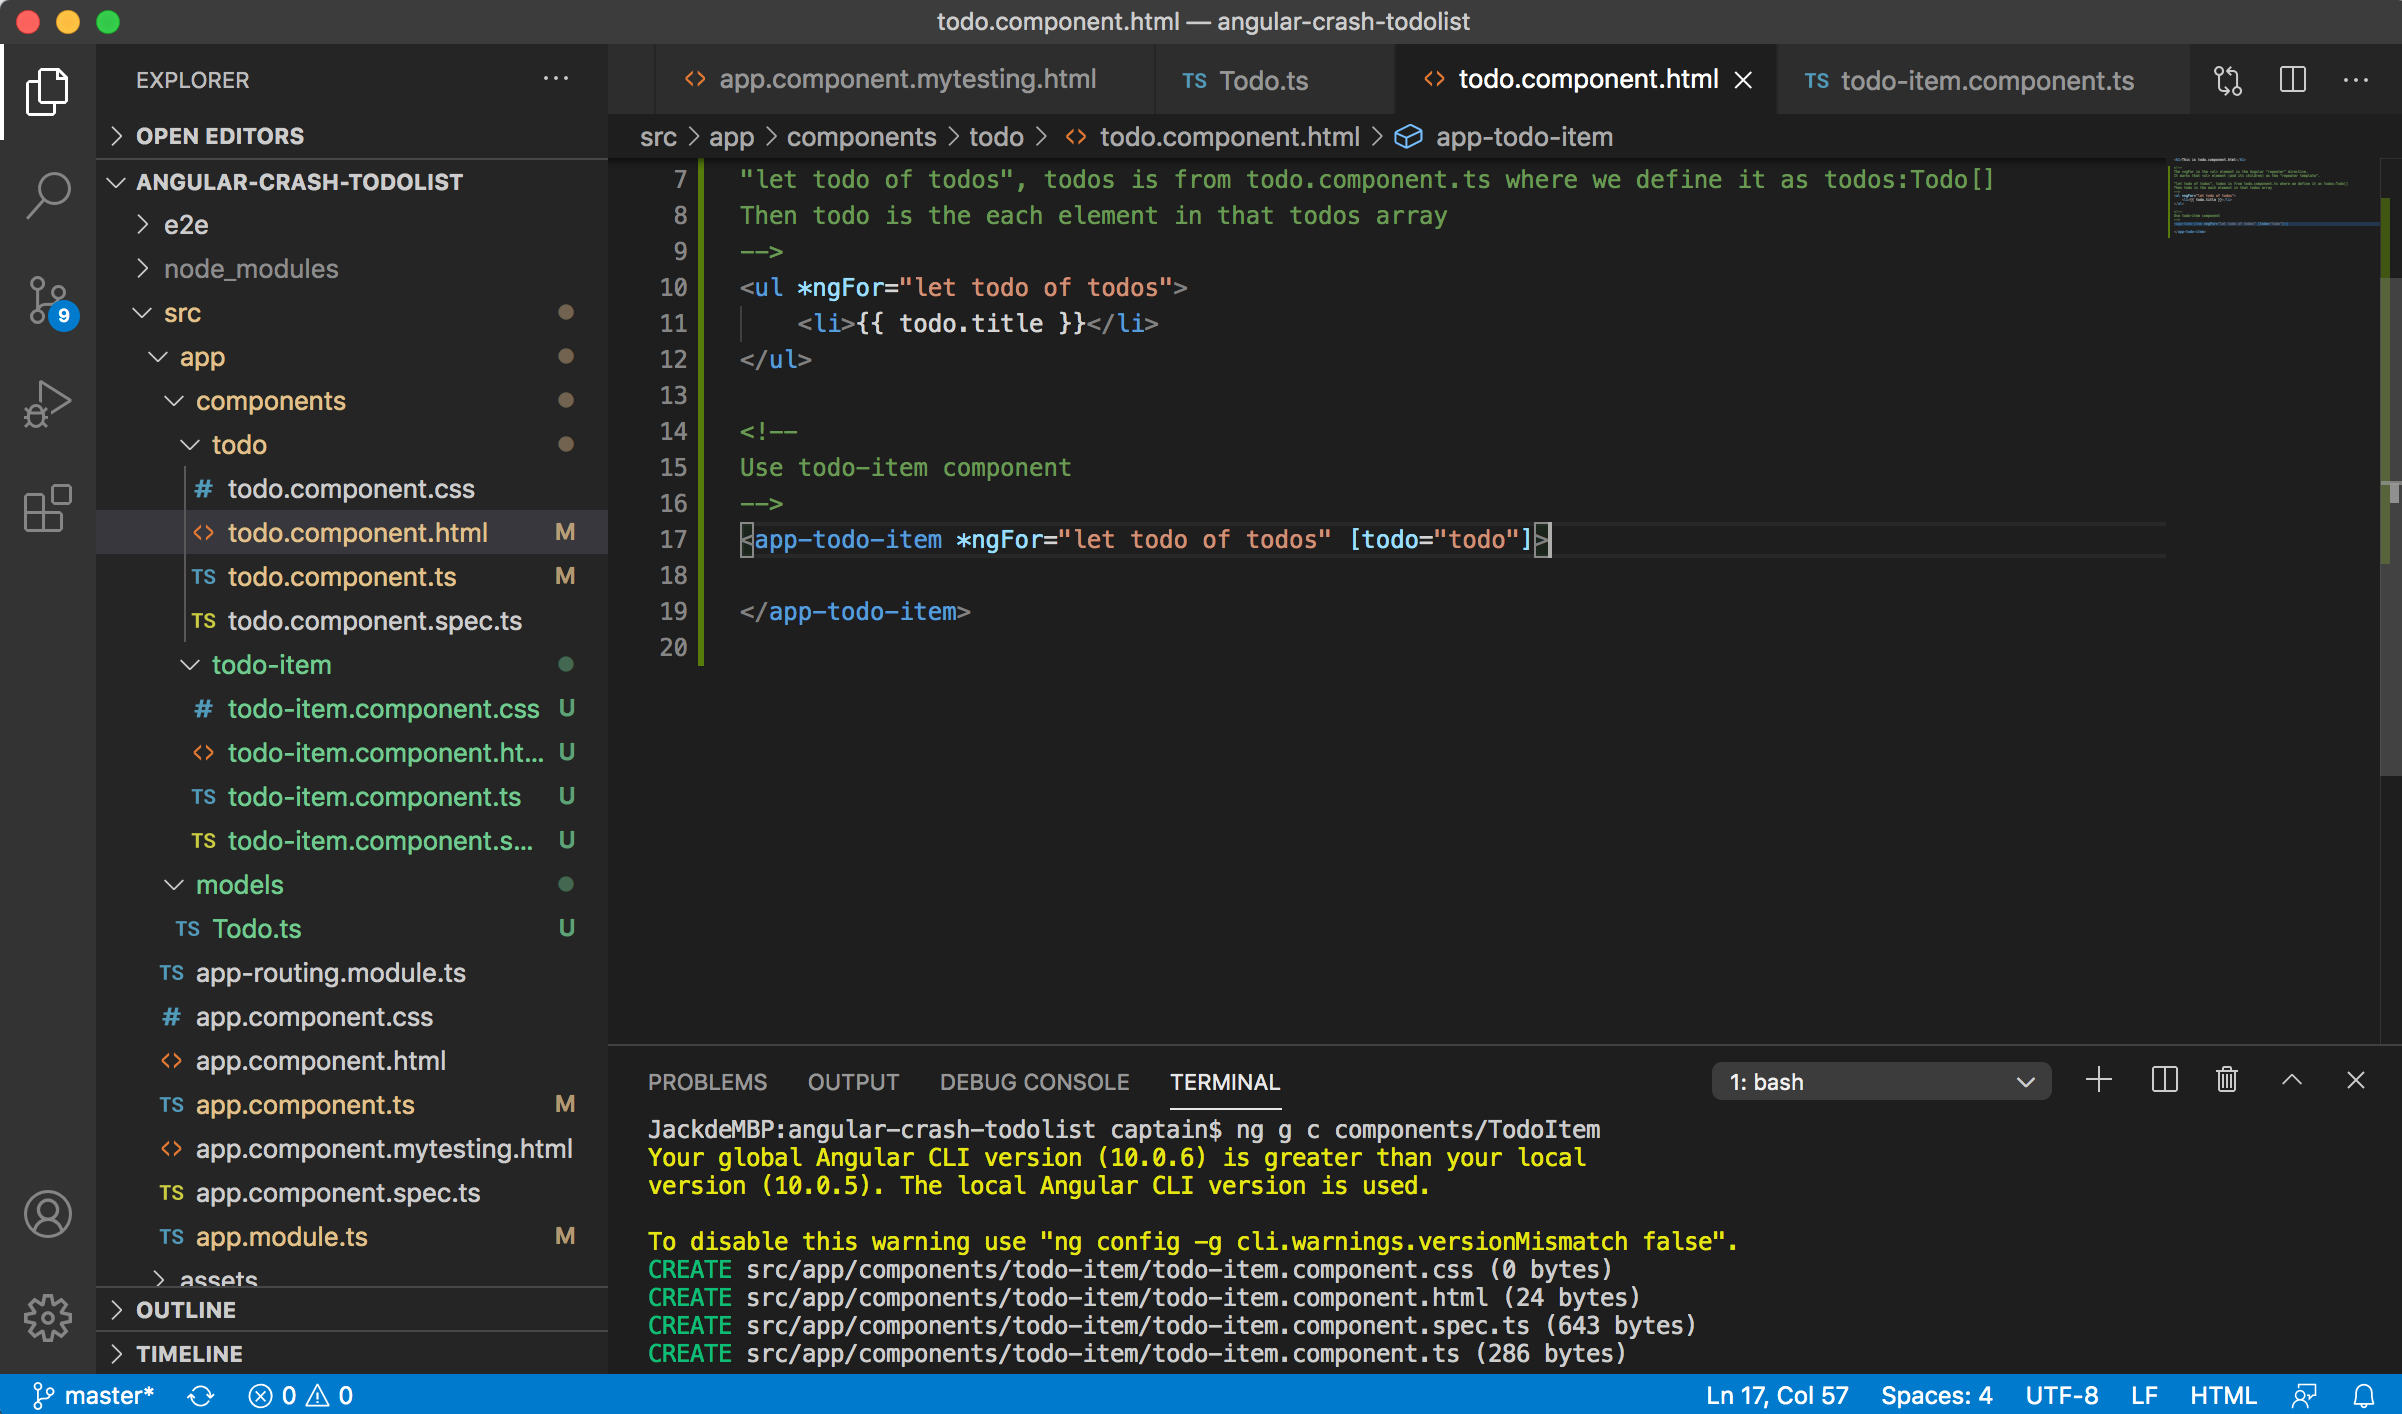 todo.component.html — angular-crash-todolist
EXPLORER
OPEN EDITORS
ANGULAR-CRASH-TODOLIST
e2e
node_modules
src
app
components
todo
# todo.component.css
<> todo.component.html M
TS todo.component.ts M
TS todo.component.spec.ts
todo-item
# todo-item.component.css U
<> todo-item.component.ht... U
TS todo-item.component.ts U
TS todo-item.component.s... U
models
TS Todo.ts U
TS app-routing.module.ts
# app.component.css
<> app.component.html
TS app.component.ts M
<> app.component.mytesting.html
TS app.component.spec.ts
TS app.module.ts M
assets
OUTLINE
TIMELINE
9
<> app.component.mytesting.html
TS Todo.ts
<> todo.component.html
TS todo-item.component.ts
src > app > components > todo > <> todo.component.html > app-todo-item
7 "let todo of todos", todos is from todo.component.ts where we define it as todos:Todo[]
8 Then todo is the each element in that todos array
9 -->
10 <ul *ngFor="let todo of todos">
11 <li>{{ todo.title }}</li>
12 </ul>
13
14 <!--
15 Use todo-item component
16 -->
17 <app-todo-item *ngFor="let todo of todos" [todo="todo"]>
18
19 </app-todo-item>
20
PROBLEMS OUTPUT DEBUG CONSOLE TERMINAL 1: bash
JackdeMBP:angular-crash-todolist captain$ ng g c components/TodoItem
Your global Angular CLI version (10.0.6) is greater than your local
version (10.0.5). The local Angular CLI version is used.
To disable this warning use "ng config -g cli.warnings.versionMismatch false".
CREATE src/app/components/todo-item/todo-item.component.css (0 bytes)
CREATE src/app/components/todo-item/todo-item.component.html (24 bytes)
CREATE src/app/components/todo-item/todo-item.component.spec.ts (643 bytes)
CREATE src/app/components/todo-item/todo-item.component.ts (286 bytes)
master* 0 0 Ln 17, Col 57 Spaces: 4 UTF-8 LF HTML